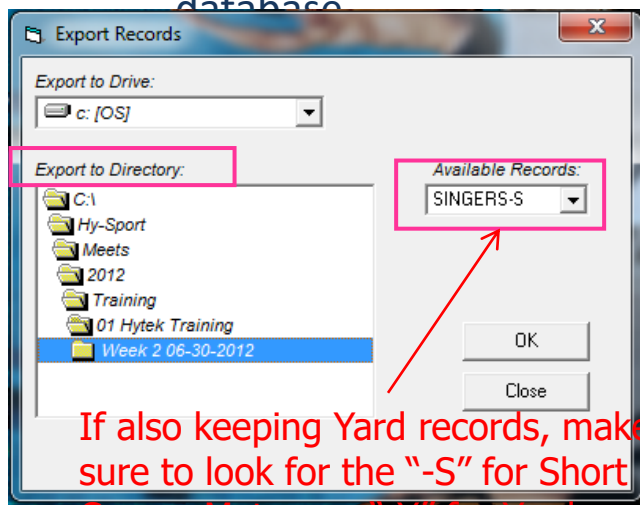 database
Export Records
Export to Drive:
c: [OS]
Export to Directory:
Available Records:
C:\
SINGERS-S
Hy-Sport
Meets
2012
Training
01 Hytek Training
Week 2 06-30-2012
OK
Close
If also keeping Yard records, make
sure to look for the “-S” for Short